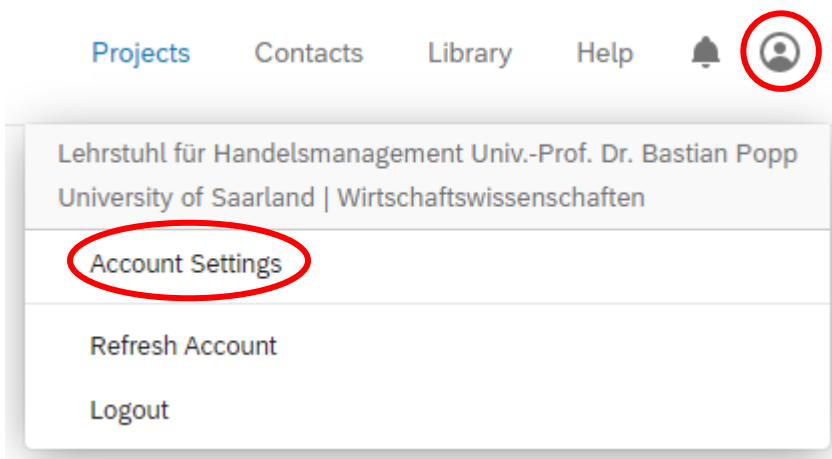 Projects Contacts Library Help
Lehrstuhl für Handelsmanagement Univ.-Prof. Dr. Bastian Popp
University of Saarland | Wirtschaftswissenschaften
Account Settings
Refresh Account
Logout